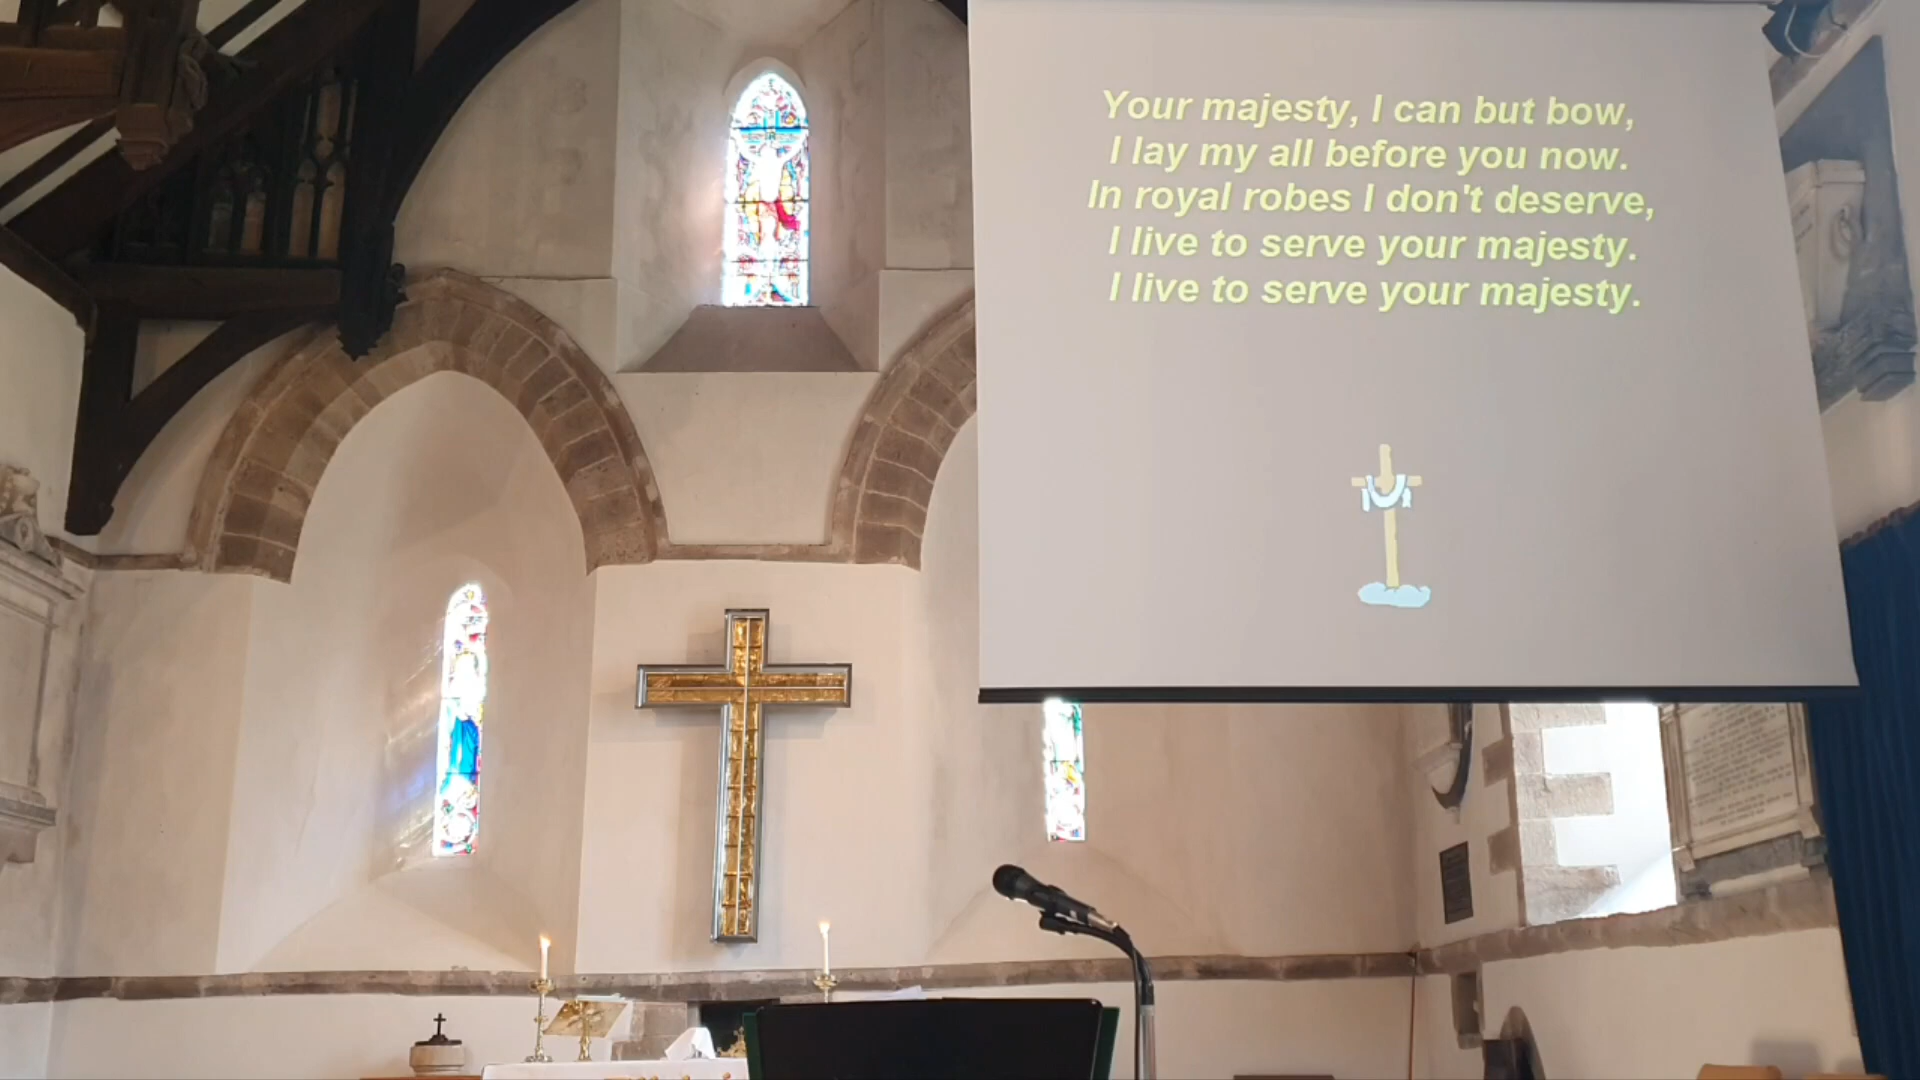 Your majesty, I can but bow,
I lay my all before you now.
In royal robes I don't deserve,
I live to serve your majesty.
I live to serve your majesty.